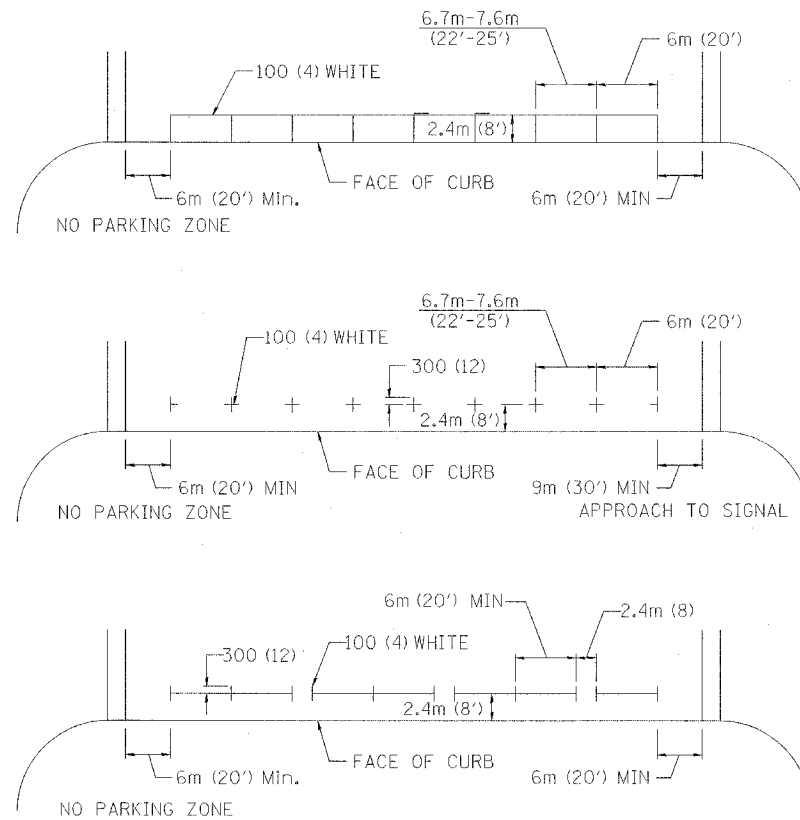 6.7m-7.6m
(22'-25')
6m (20')
100 (4) WHITE
2.4m (8')
6m (20') Min.
FACE OF CURB
6m (20') MIN
NO PARKING ZONE
6.7m-7.6m
(22'-25')
6m (20')
100 (4) WHITE
300 (12)
2.4m (8')
6m (20') MIN
FACE OF CURB
9m (30') MIN
NO PARKING ZONE
APPROACH TO SIGNAL
6m (20') MIN
2.4m (8)
300 (12)
100 (4) WHITE
2.4m (8')
6m (20') Min.
FACE OF CURB
6m (20') MIN
NO PARKING ZONE